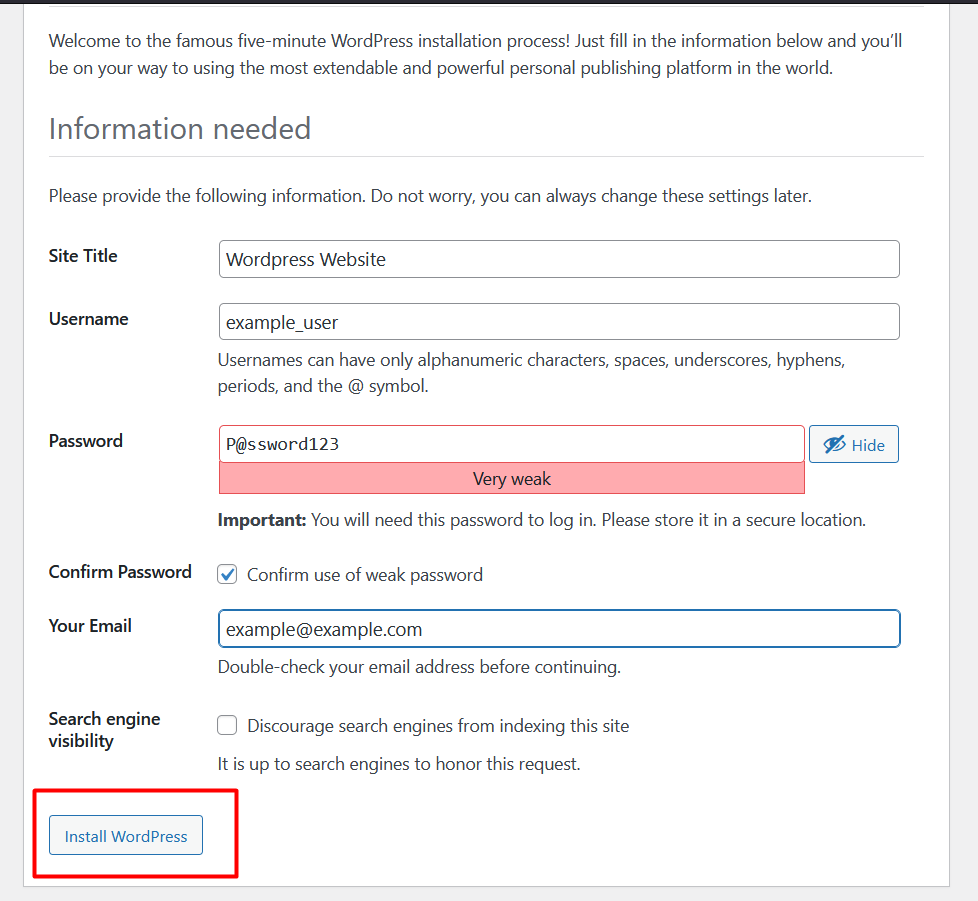 Welcome to the famous five-minute WordPress installation process! Just fill in the information below and you’ll
be on your way to using the most extendable and powerful personal publishing platform in the world.
Information needed
Please provide the following information. Do not worry, you can always change these settings later.
Site Title
Wordpress Website
Username
example_user
Usernames can have only alphanumeric characters, spaces, underscores, hyphens,
periods, and the @ symbol.
Password
P@ssword123
Hide
Very weak
Important: You will need this password to log in. Please store it in a secure location.
Confirm Password
Confirm use of weak password
Your Email
example@example.com
Double-check your email address before continuing.
Search engine
visibility
Discourage search engines from indexing this site
It is up to search engines to honor this request.
Install WordPress